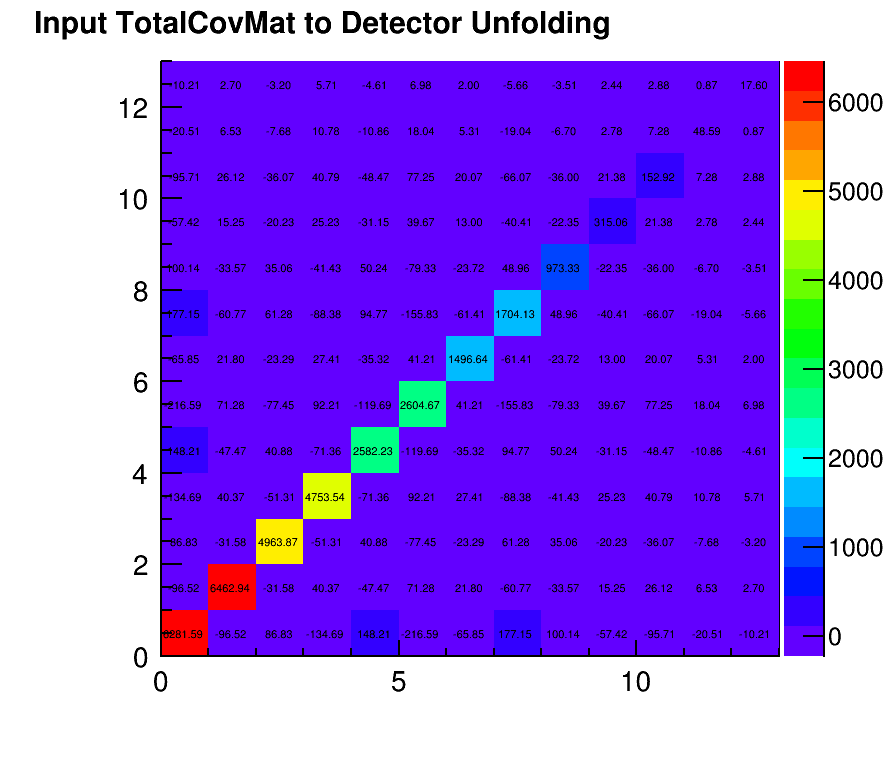 Input TotalCovMat to Detector Unfolding
-10.21 2.70 -3.20 5.71 -4.61 6.98 2.00 -5.66 -3.51 2.44 2.88 0.87 17.60
-20.51 6.53 -7.68 10.78 -10.86 18.04 5.31 -19.04 -6.70 2.78 7.28 48.59 0.87
-95.71 26.12 -36.07 40.79 -48.47 77.25 20.07 -66.07 -36.00 21.38 152.92 7.28 2.88
-57.42 15.25 -20.23 25.23 -31.15 39.67 13.00 -40.41 -22.35 315.06 21.38 2.78 2.44
100.14 -33.57 35.06 -41.43 50.24 -79.33 -23.72 48.96 973.33 -22.35 -36.00 -6.70 -3.51
177.15 -60.77 61.28 -88.38 94.77 -155.83 -61.41 1704.13 48.96 -40.41 -66.07 -19.04 -5.66
-65.85 21.80 -23.29 27.41 -35.32 41.21 1496.64 -61.41 -23.72 13.00 20.07 5.31 2.00
-216.59 71.28 -77.45 92.21 -119.69 2604.67 41.21 -155.83 -79.33 39.67 77.25 18.04 6.98
148.21 -47.47 40.88 -71.36 2582.23 -119.69 -35.32 94.77 50.24 -31.15 -48.47 -10.86 -4.61
-134.69 40.37 -51.31 4753.54 -71.36 92.21 27.41 -88.38 -41.43 25.23 40.79 10.78 5.71
86.83 -31.58 4963.87 -51.31 40.88 -77.45 -23.29 61.28 35.06 -20.23 -36.07 -7.68 -3.20
-96.52 6462.94 -31.58 40.37 -47.47 71.28 21.80 -60.77 -33.57 15.25 26.12 6.53 2.70
6281.59 -96.52 86.83 -134.69 148.21 -216.59 -65.85 177.15 100.14 -57.42 -95.71 -20.51 -10.21
12
10
8
6
4
2
0
0 5 10
6000
5000
4000
3000
2000
1000
0